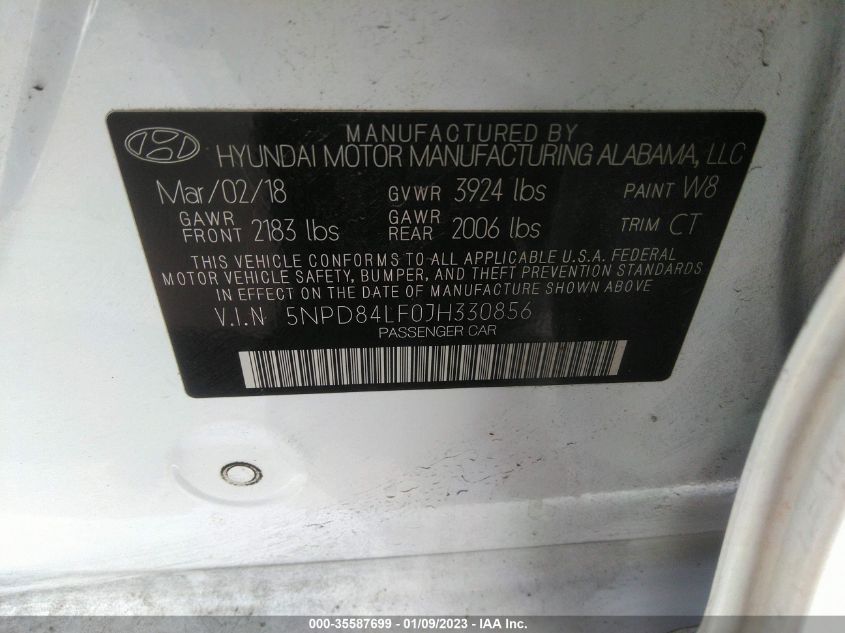 MANUFACTURED BY
HYUNDAI MOTOR MANUFACTURING ALABAMA, LLC
Mar/02/18 GVWR 3924 lbs PAINT W8
GAWR FRONT 2183 lbs GAWR REAR 2006 lbs TRIM CT
THIS VEHICLE CONFORMS TO ALL APPLICABLE U.S.A. FEDERAL
MOTOR VEHICLE SAFETY, BUMPER, AND THEFT PREVENTION STANDARDS
IN EFFECT ON THE DATE OF MANUFACTURE SHOWN ABOVE
V.I.N 5NPD84LF0JH330856
PASSENGER CAR
000-35587699 - 01/09/2023 - IAA Inc.